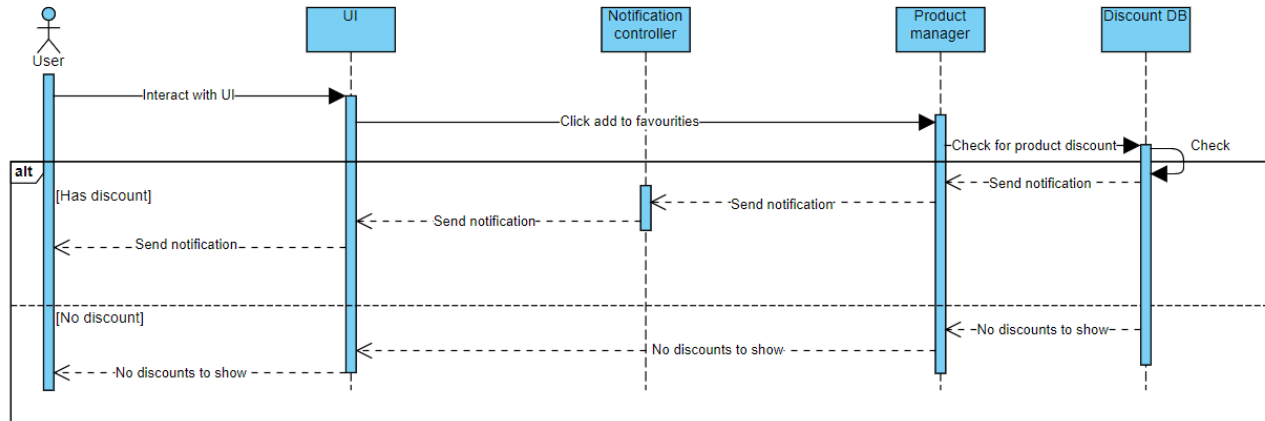 UI
Notification
controller
Product
manager
Discount DB
User
Interact with UI
Click add to favourities
Check for product discount
Check
alt
[Has discount]
Send notification
Send notification
Send notification
Send notification
[No discount]
No discounts to show
No discounts to show
No discounts to show